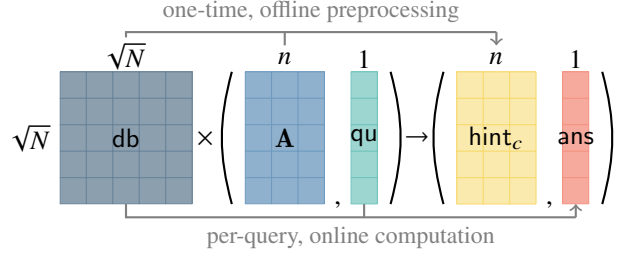 one-time, offline preprocessing
√N n 1 n 1
√N db × ( A , qu ) → ( hint_c , ans )
per-query, online computation